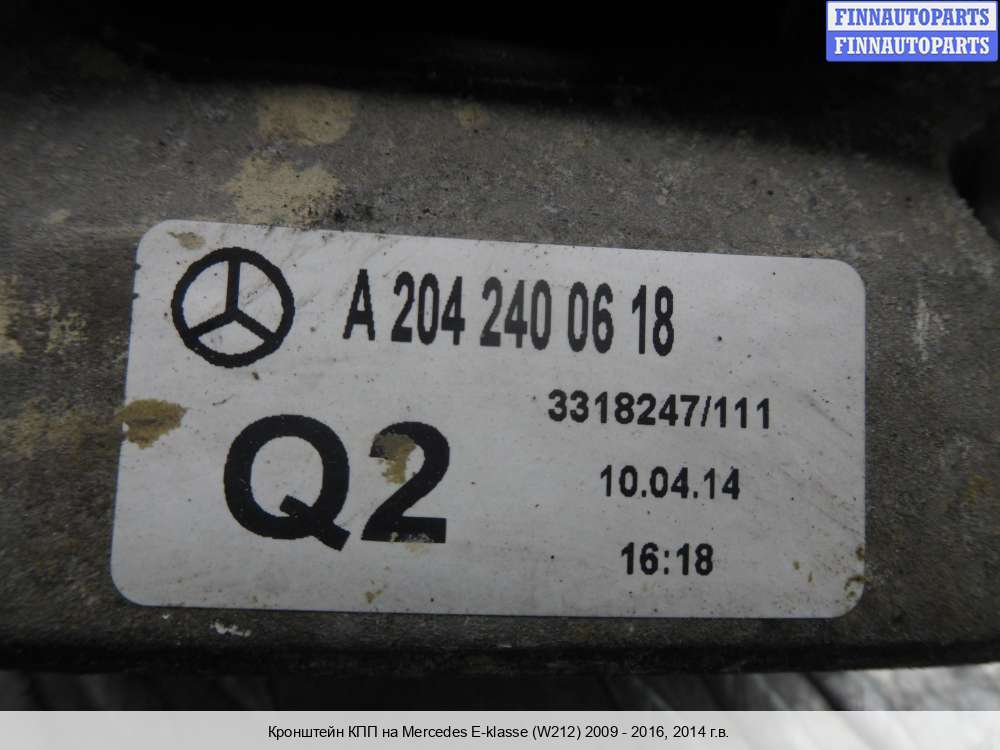 FINNAUTOPARTS
FINNAUTOPARTS
A 204 240 06 18
3318247/111
Q2
10.04.14
16:18
Кронштейн КПП на Mercedes E-klasse (W212) 2009 - 2016, 2014 г.в.